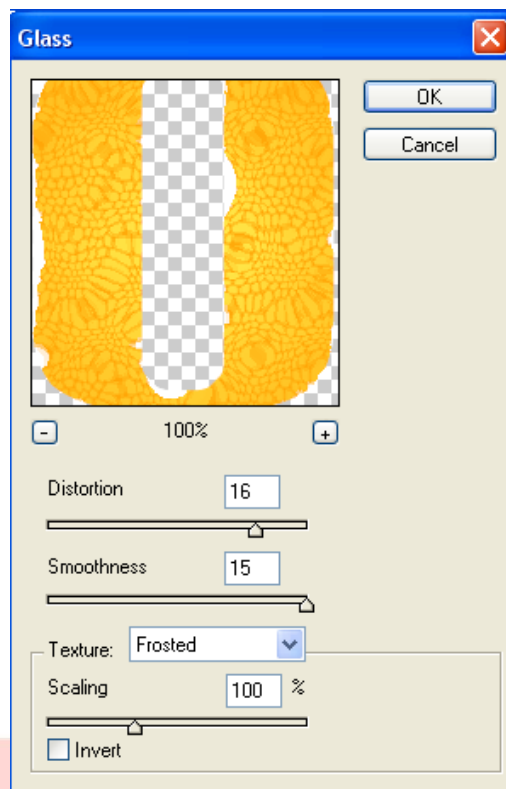 Glass
OK
Cancel
- 100% +
Distortion 16
Smoothness 15
Texture: Frosted
Scaling 100 %
Invert